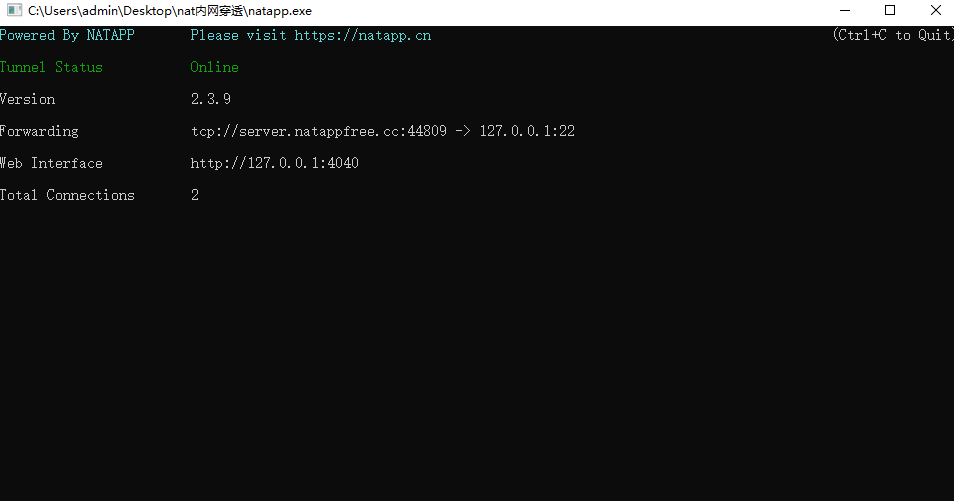 C:\Users\admin\Desktop\nat内网穿透\natapp.exe
Powered By NATAPP Please visit https://natapp.cn (Ctrl+C to Quit)
Tunnel Status Online
Version 2.3.9
Forwarding tcp://server.natappfree.cc:44809 -> 127.0.0.1:22
Web Interface http://127.0.0.1:4040
Total Connections 2